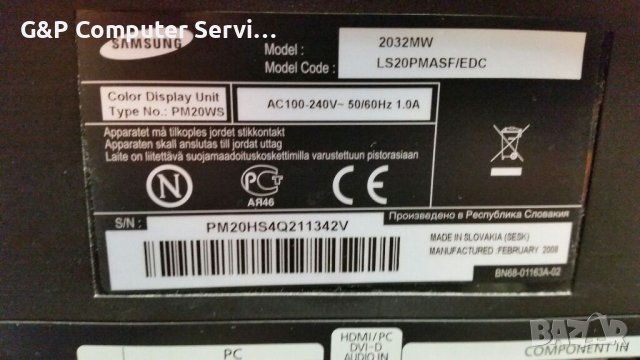 G&P Computer Servi...
SAMSUNG
Model :
2032MW
Model Code :
LS20PMASF/EDC
Color Display Unit
Type No.: PM20WS
AC100-240V~ 50/60Hz 1.0A
Apparatet må tilkoples jordet stikkontakt
Apparaten skall anslutas till jordat uttag
Laite on liitettävä suojamaadoituskoskettimilla varustettuun pistorasiaan
N
PCT
АЯ46
CE
S/N :
PM20HS4Q211342V
Произведено в Республика Словакия
MADE IN SLOVAKIA (SESK)
MANUFACTURED :FEBRUARY 2008
BN68-01163A-02
PC
HDMI/PC
DVI-D
AUDIO IN
COMPONENT IN
bazar